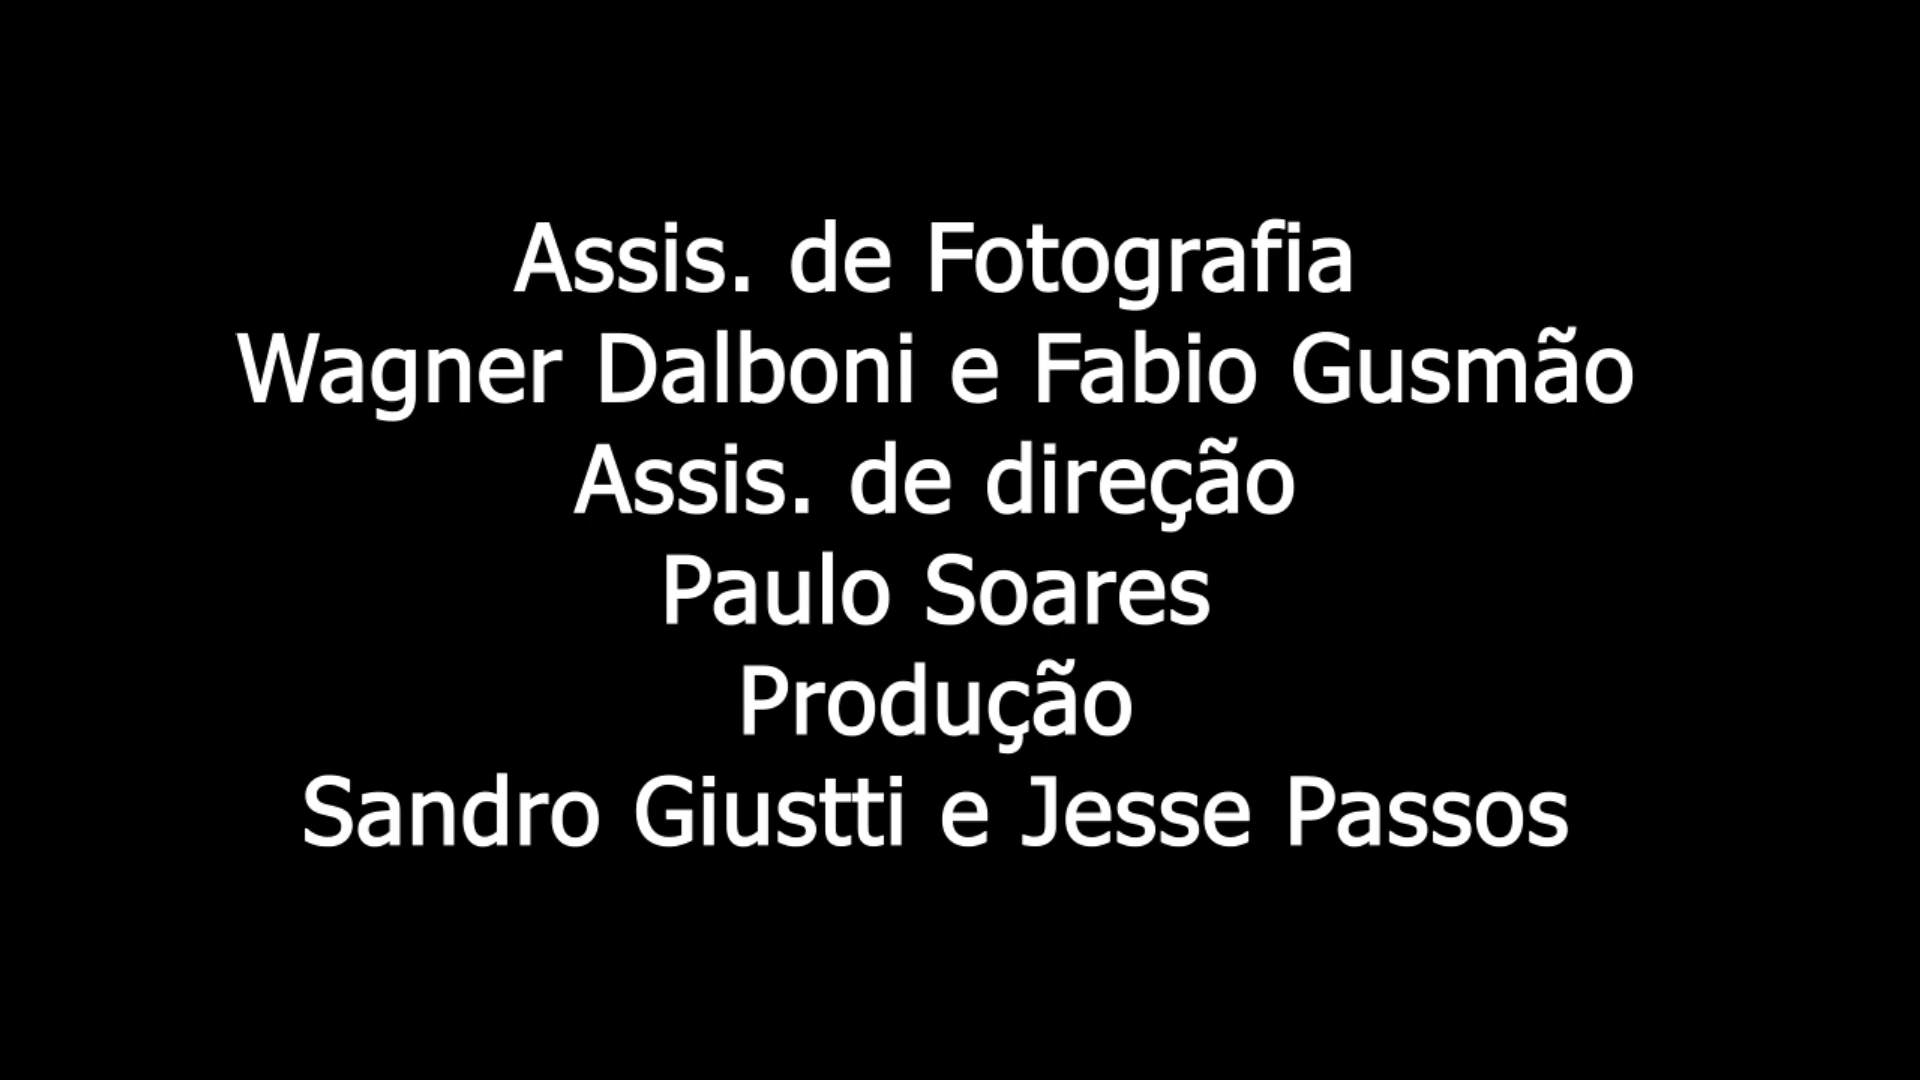 Assis. de Fotografia
Wagner Dalboni e Fabio Gusmão
Assis. de direção
Paulo Soares
Produção
Sandro Giustti e Jesse Passos